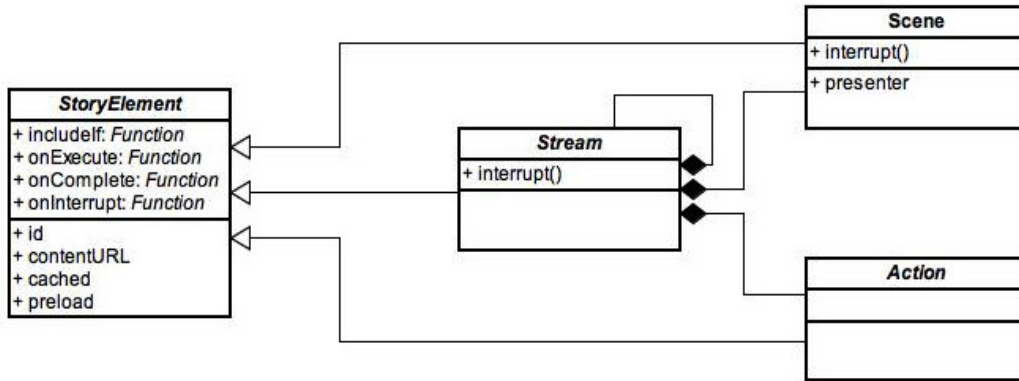 StoryElement
+ includeIf: Function
+ onExecute: Function
+ onComplete: Function
+ onInterrupt: Function
+ id
+ contentURL
+ cached
+ preload
Stream
+ interrupt()
Scene
+ interrupt()
+ presenter
Action